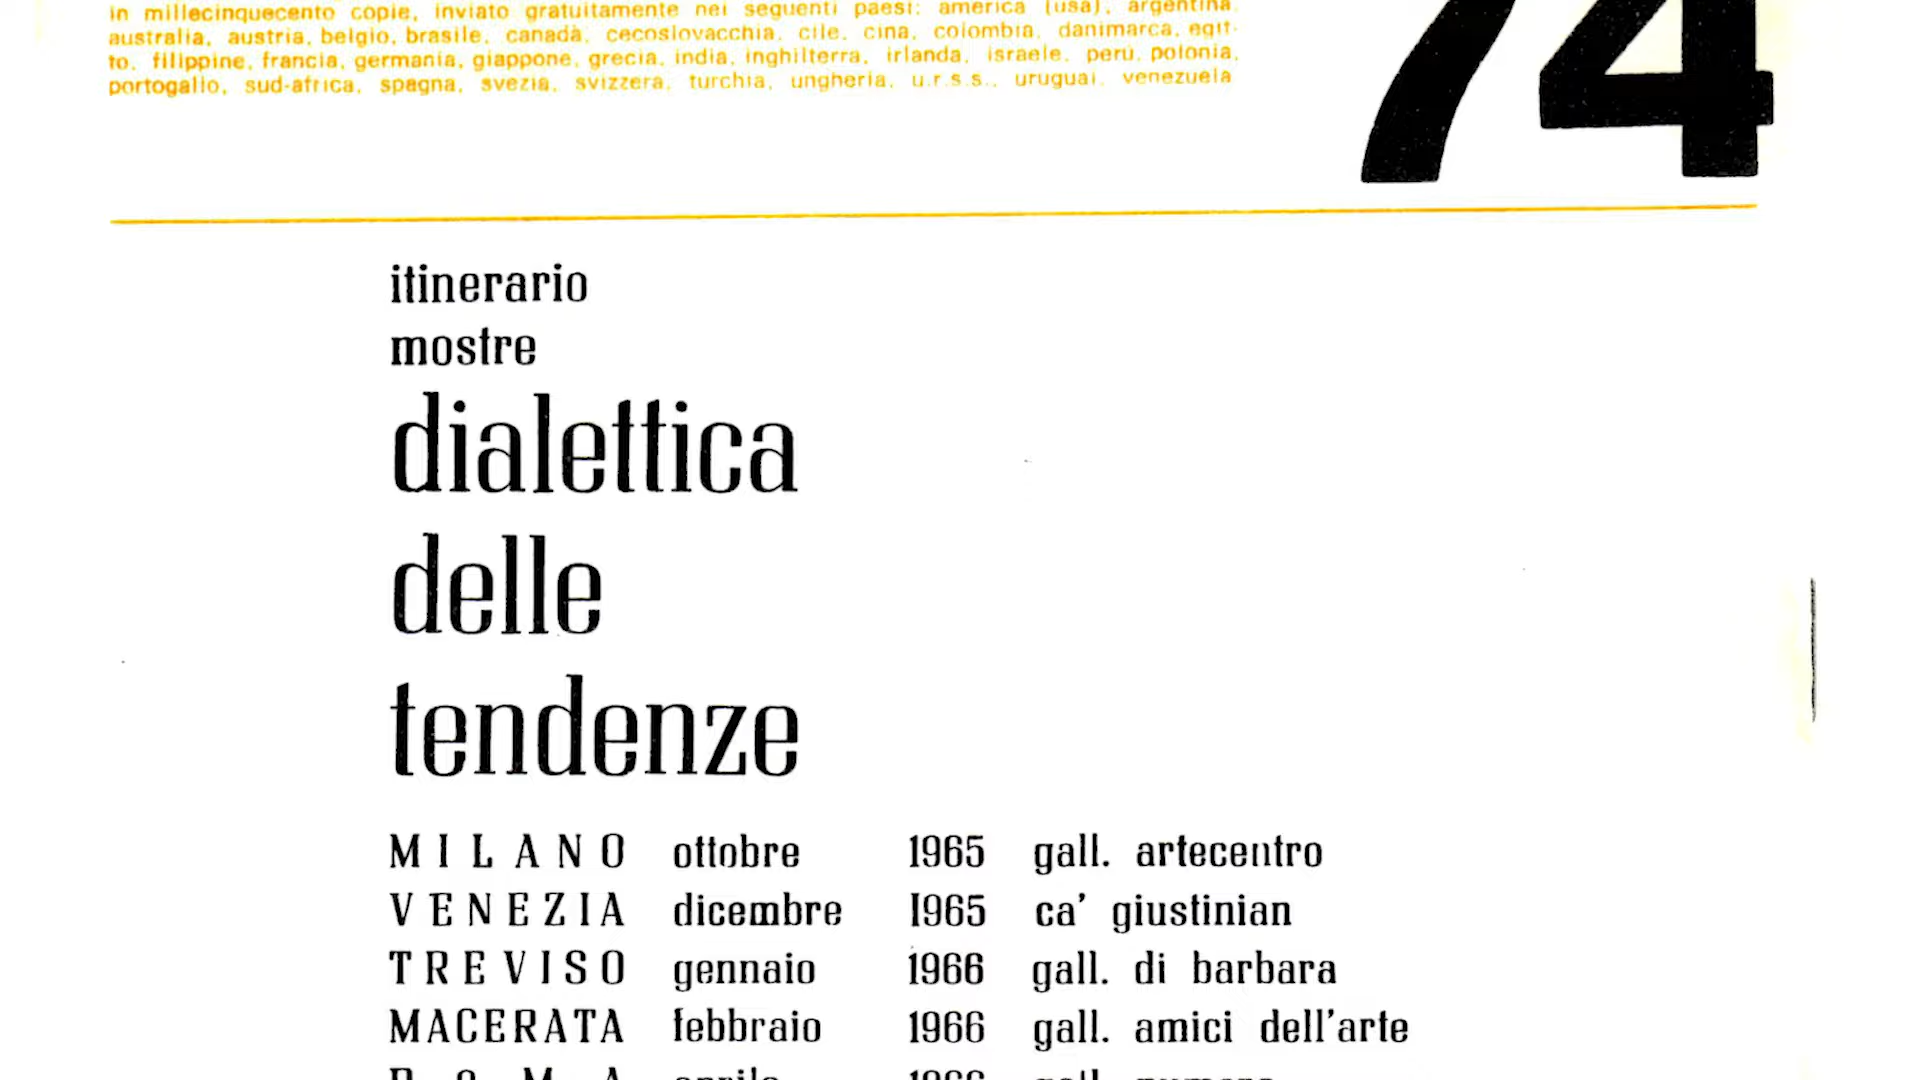 in millecinquecento copie, inviato gratuitamente nei seguenti paesi: america (usa), argentina,
australia, austria, belgio, brasile, canadà, cecoslovacchia, cile, cina, colombia, danimarca, egit-
to, filippine, francia, germania, giappone, grecia, india, inghilterra, irlanda, israele, perù, polonia,
portogallo, sud-africa, spagna, svezia, svizzera, turchia, ungheria, u.r.s.s., uruguai, venezuela
74
itinerario
mostre
dialettica
delle
tendenze
MILANO ottobre 1965 gall. artecentro
VENEZIA dicembre 1965 ca' giustinian
TREVISO gennaio 1966 gall. di barbara
MACERATA febbraio 1966 gall. amici dell'arte